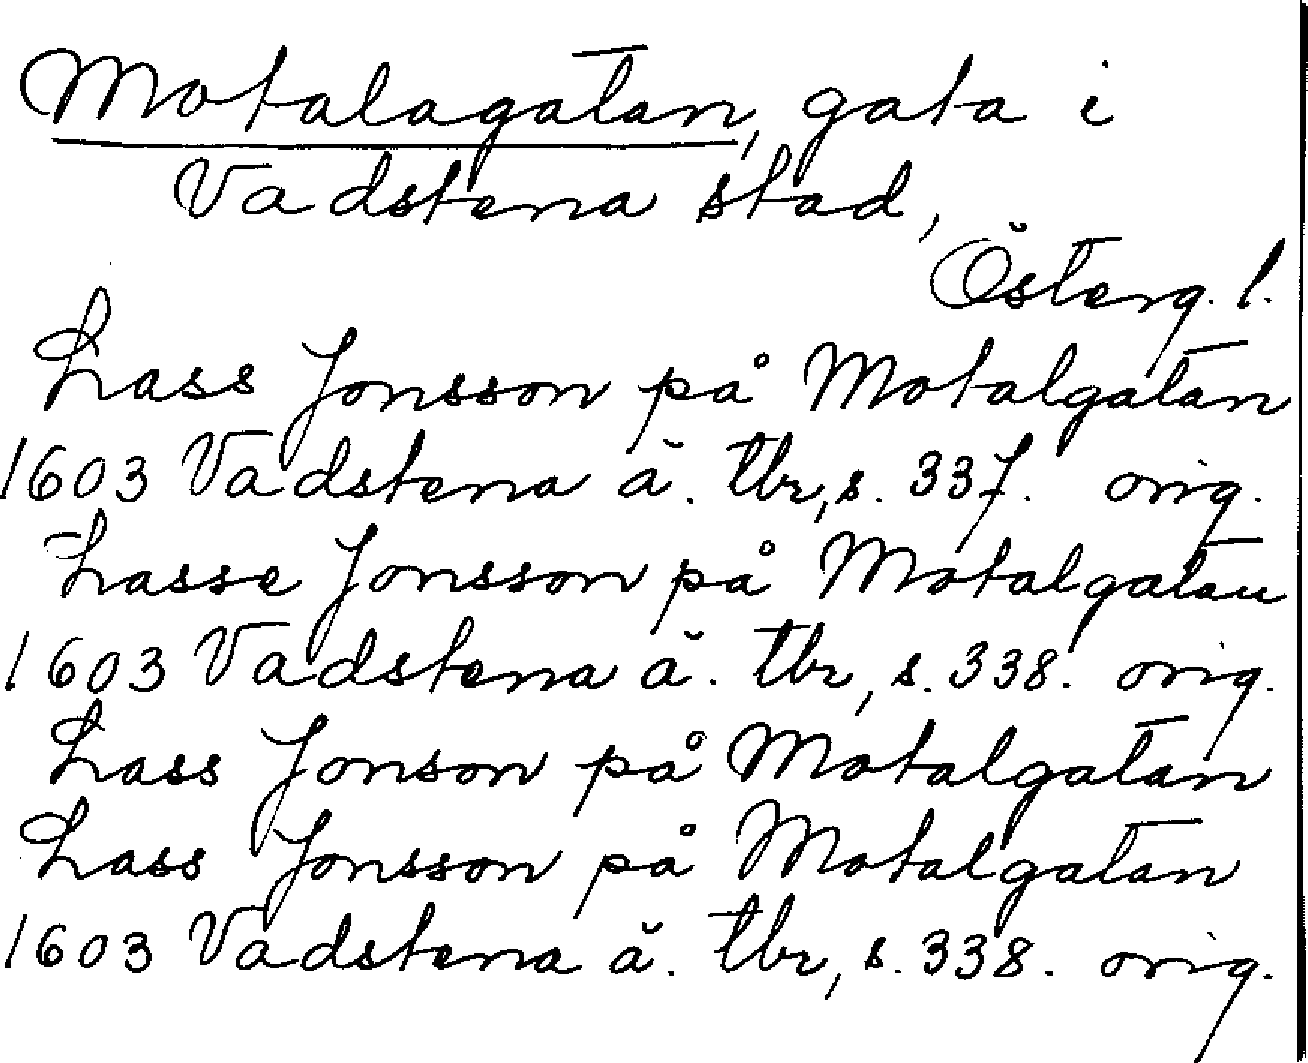 Motalagatan, gata i
Vadstena stad,
Österg. l.
Lass Jonsson på Motalgatan
1603 Vadstena ä. tbr, s. 337. orig.
Lasse Jonsson på Motalgatan
1603 Vadstena ä. tbr, s. 338. orig.
Lass Jonson på Motalgatan
Lass Jonsson på Motalgatan
1603 Vadstena ä. tbr, s. 338. orig.